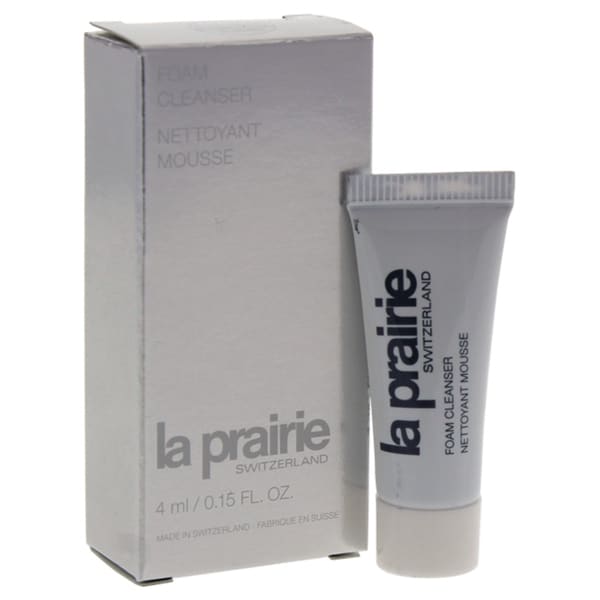 FOAM
CLEANSER
NETTOYANT
MOUSSE
la prairie
SWITZERLAND
4 ml / 0.15 FL. OZ.
MADE IN SWITZERLAND - FABRIQUE EN SUISSE
la prairie
SWITZERLAND
FOAM CLEANSER
NETTOYANT MOUSSE